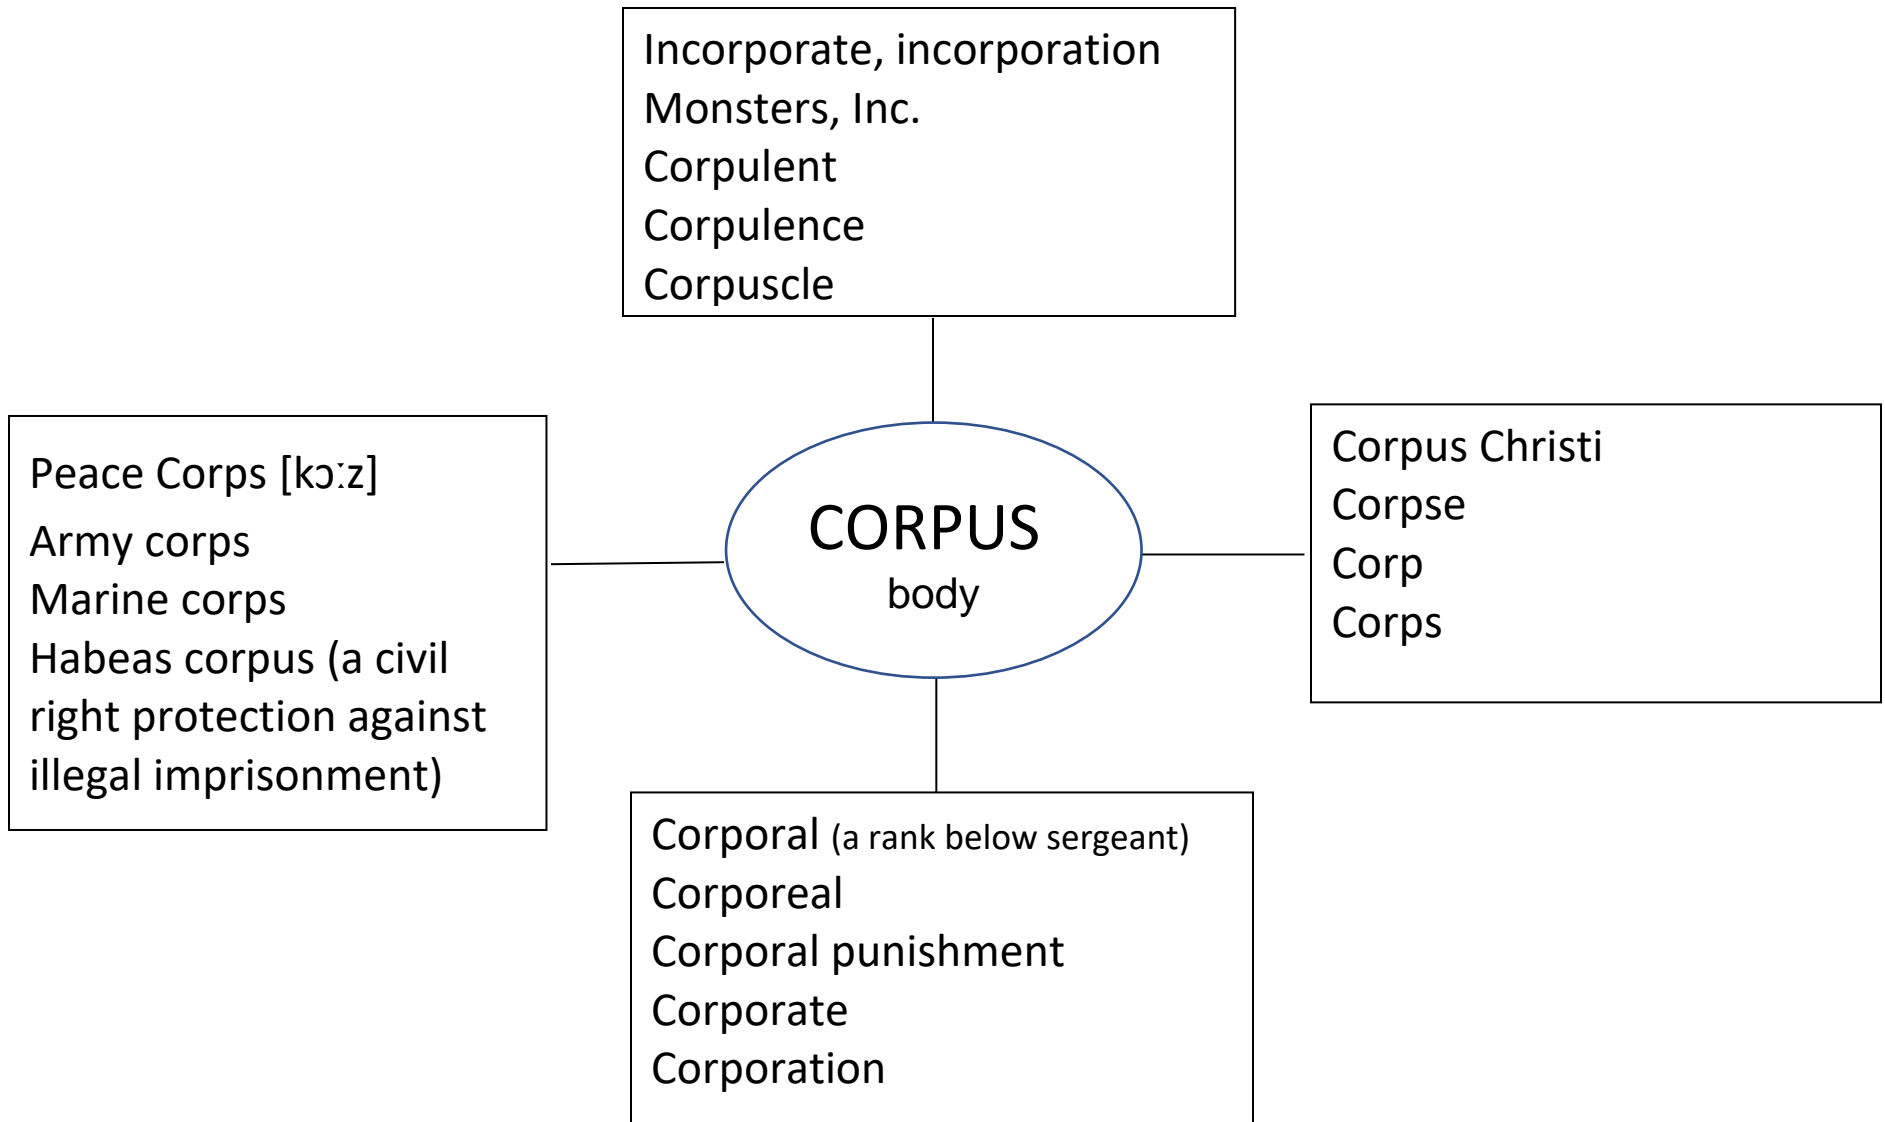 Incorporate, incorporation
Monsters, Inc.
Corpulent
Corpulence
Corpuscle
Peace Corps [kɔːz]
Army corps
Marine corps
Habeas corpus (a civil
right protection against
illegal imprisonment)
CORPUS
body
Corpus Christi
Corpse
Corp
Corps
Corporal (a rank below sergeant)
Corporeal
Corporal punishment
Corporate
Corporation